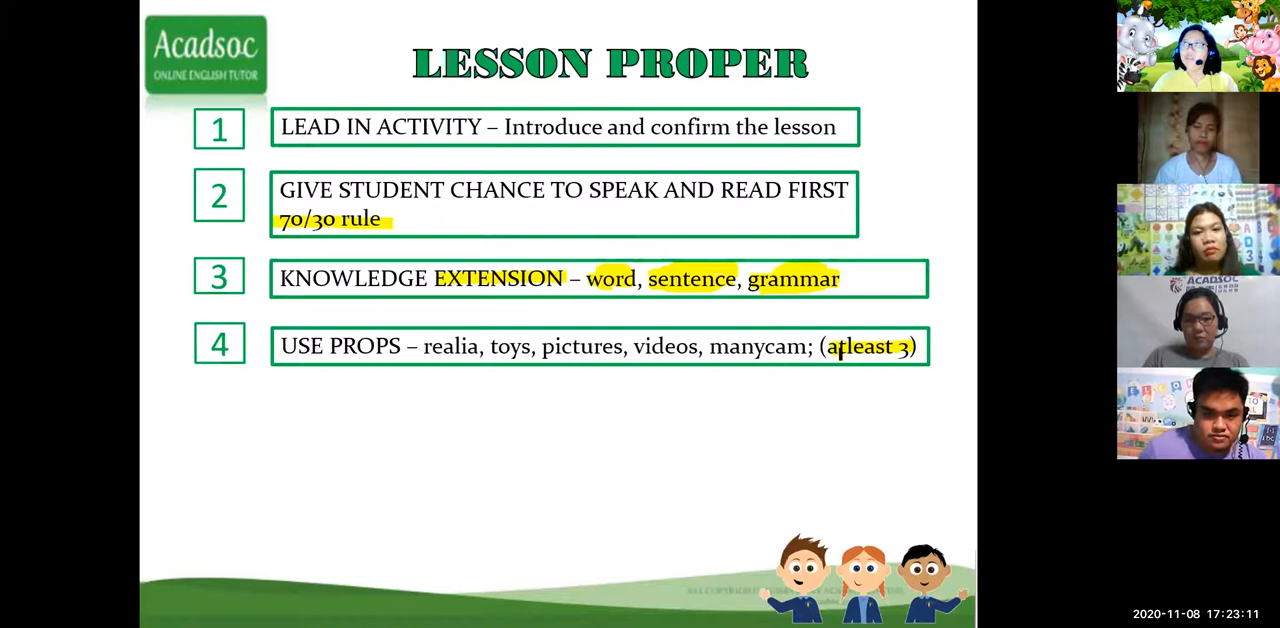 Acadsoc
ONLINE ENGLISH TUTOR
LESSON PROPER
1
LEAD IN ACTIVITY – Introduce and confirm the lesson
2
GIVE STUDENT CHANCE TO SPEAK AND READ FIRST
70/30 rule
3
KNOWLEDGE EXTENSION – word, sentence, grammar
4
USE PROPS – realia, toys, pictures, videos, manycam; (atleast 3)
ACADSOC
2020-11-08 17:23:11